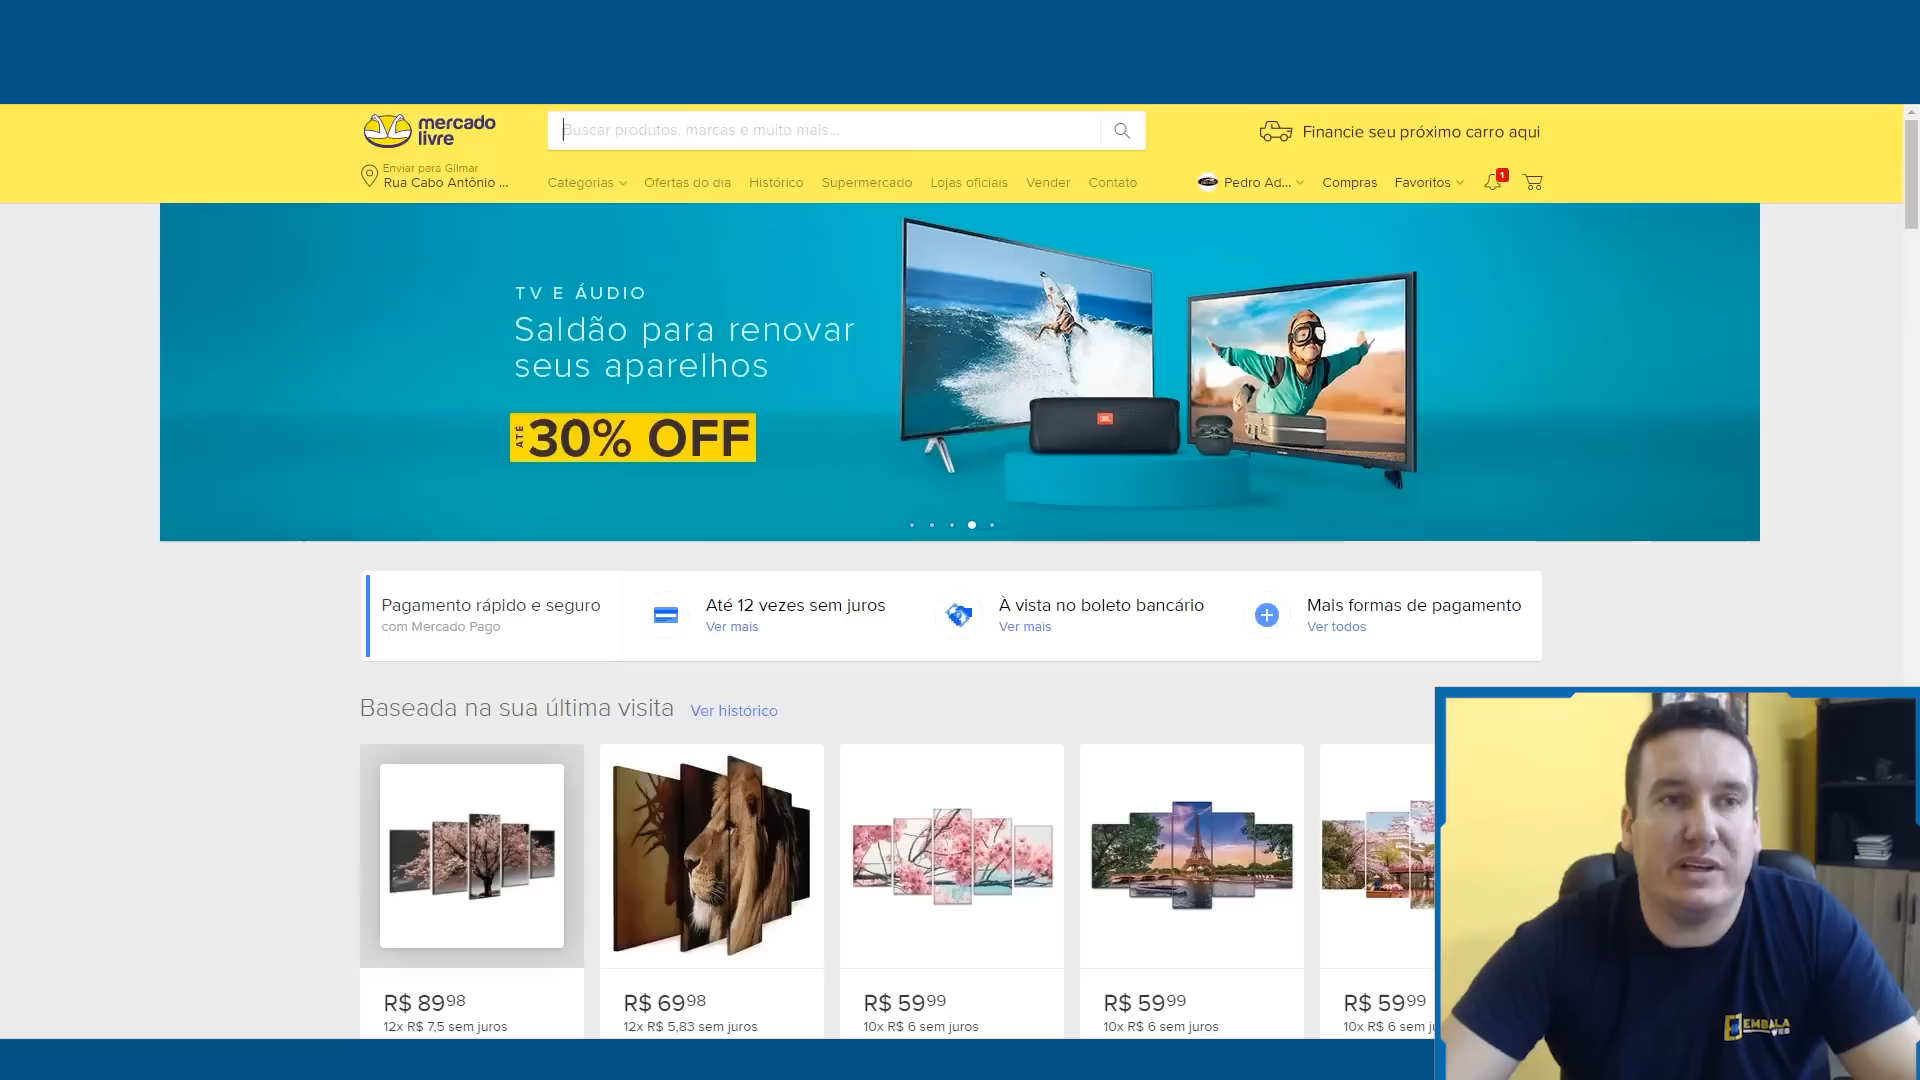 mercado
livre
Buscar produtos, marcas e muito mais...
Financie seu próximo carro aqui
Enviar para Gilmar
Rua Cabo Antônio ...
Categorias
Ofertas do dia
Histórico
Supermercado
Lojas oficiais
Vender
Contato
Pedro Ad...
Compras
Favoritos
1
TV E ÁUDIO
Saldão para renovar
seus aparelhos
ATÉ 30% OFF
JBL
Pagamento rápido e seguro
com Mercado Pago
Até 12 vezes sem juros
Ver mais
À vista no boleto bancário
Ver mais
Mais formas de pagamento
Ver todos
Baseada na sua última visita
Ver histórico
R$ 8998
12x R$ 7,5 sem juros
R$ 6998
12x R$ 5,83 sem juros
R$ 5999
10x R$ 6 sem juros
R$ 5999
10x R$ 6 sem juros
R$ 5999
10x R$ 6 sem ju
EMBALA
WEB